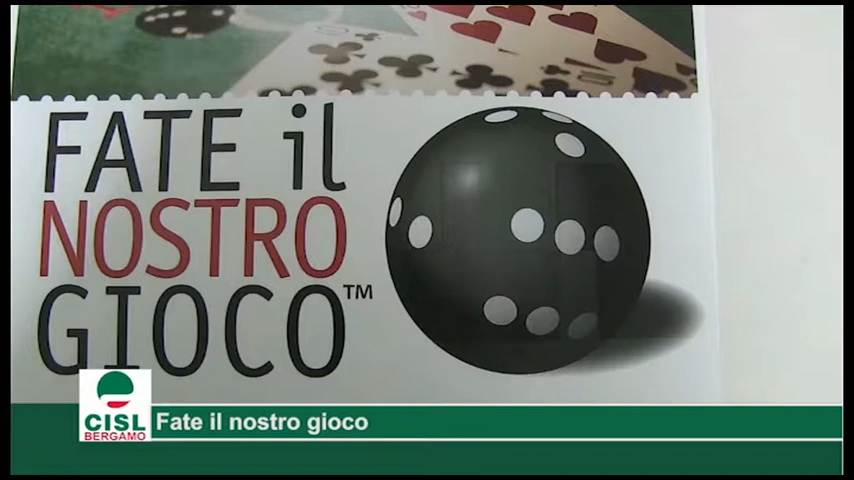 FATE il
NOSTRO
GIOCO™
CISL
BERGAMO
Fate il nostro gioco